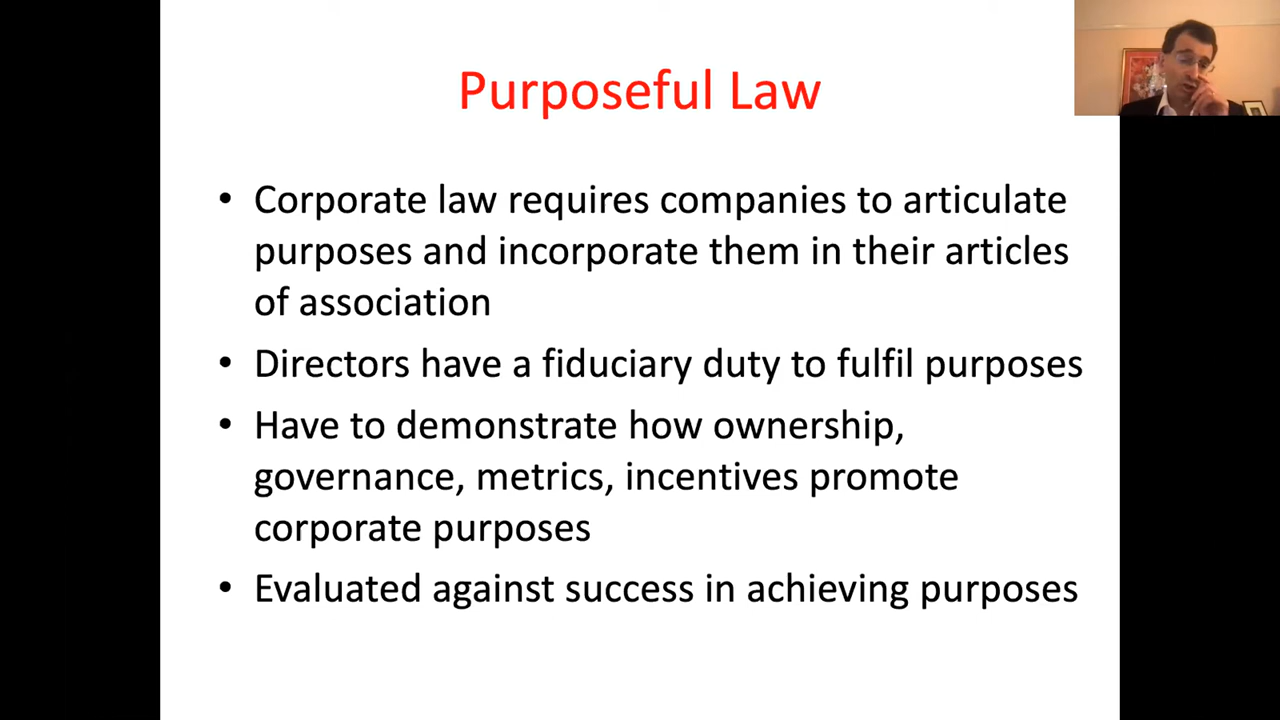 Purposeful Law
• Corporate law requires companies to articulate
purposes and incorporate them in their articles
of association
• Directors have a fiduciary duty to fulfil purposes
• Have to demonstrate how ownership,
governance, metrics, incentives promote
corporate purposes
• Evaluated against success in achieving purposes